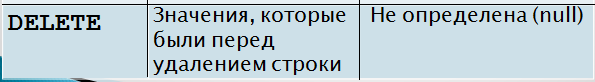 DELETE
Значения, которые
были перед
удалением строки
Не определена (null)